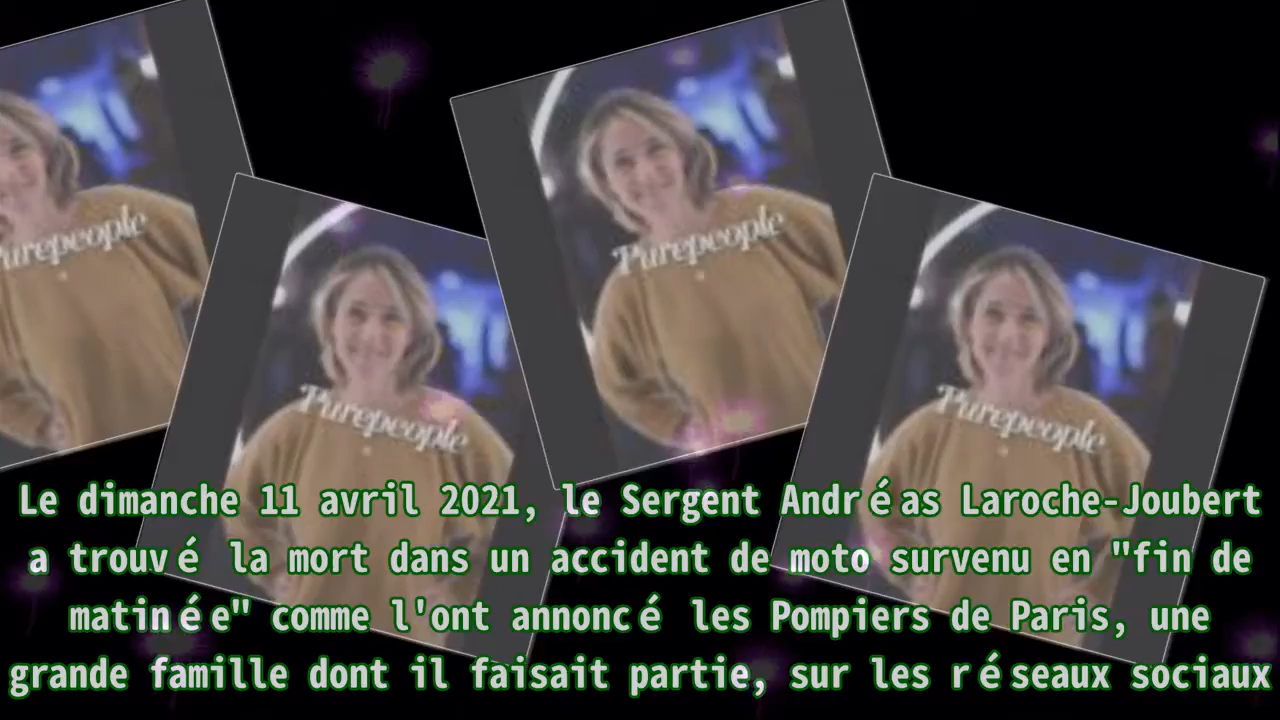 Purepeople
Purepeople
Purepeople
Purepeople
Le dimanche 11 avril 2021, le Sergent Andréas Laroche-Joubert
a trouvé la mort dans un accident de moto survenu en "fin de
matinée" comme l'ont annoncé les Pompiers de Paris, une
grande famille dont il faisait partie, sur les réseaux sociaux